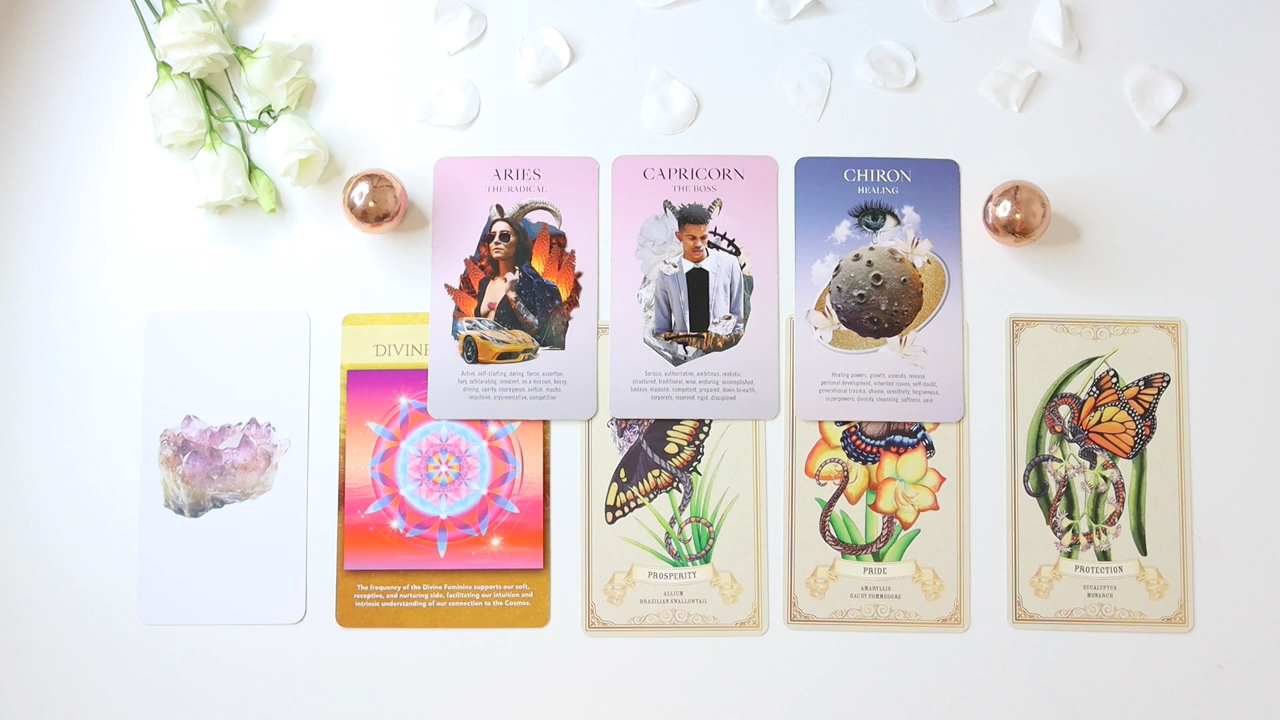 ARIES
THE RADICAL
Active, self-starting, daring, fierce, assertive,
fiery, exhilarating, innocent, on a mission, being
driving, sparky, courageous, selfish, macho,
impulsive, argumentative, competitive.
CAPRICORN
THE BOSS
Serious, authoritative, ambitious, realistic,
structured, traditional, wise, enduring, accomplished,
badass, majestic, competent, prepared, down-to-earth,
corporate, reserved, rigid, disciplined
CHIRON
HEALING
Healing powers, growth, wounds, release,
personal development, inherited issues, self-doubt,
generational trauma, shame, sensitivity, forgiveness,
superpowers, divinity, cleansing, softness, pain
DIVINE
The frequency of the Divine Feminine supports our soft,
receptive, and nurturing side, facilitating our intuition and
intrinsic understanding of our connection to the Cosmos.
PROSPERITY
ALLIUM
BRAZILIAN SWALLOWTAIL
PRIDE
AMARYLLIS
GAUDY COMMODORE
PROTECTION
EUCALYPTUS
MONARCH